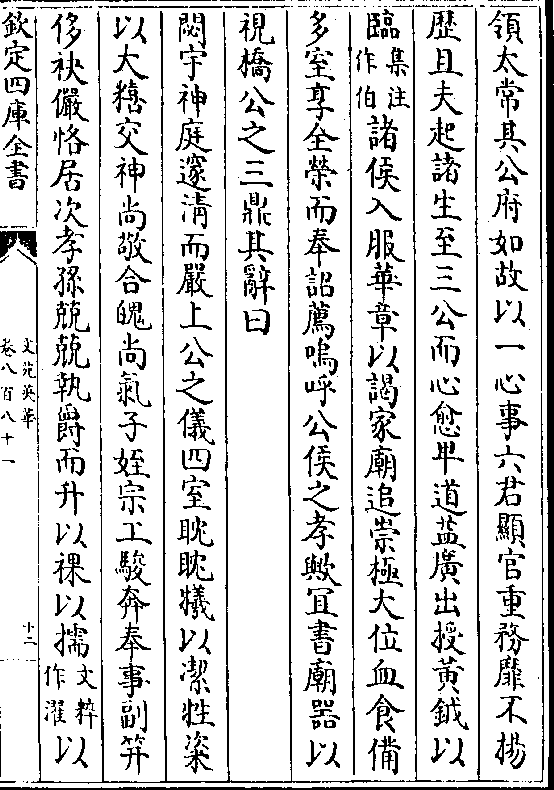 領太常其公府如故以一心事六君顯官重務靡不揚
歴且夫起諸生至三公而心愈卑道益廣出授黄鉞以
臨集注作伯諸侯入服華章以謁家廟追崇極大位血食備
多室享全榮而奉詔薦嗚呼公侯之孝歟宜書廟器以
視橋公之三鼎其辭曰
閟宇神庭邃清而嚴上公之儀四室耽耽犧以潔牲粢
以大糦交神尚敬合魄尚氣子姪宗工駿奔奉事副笄
侈袂儼恪居次孝孫兢兢執爵而升以祼以擩文粹作濯以
欽定四庫全書
文苑英華
卷八百八十一
十二